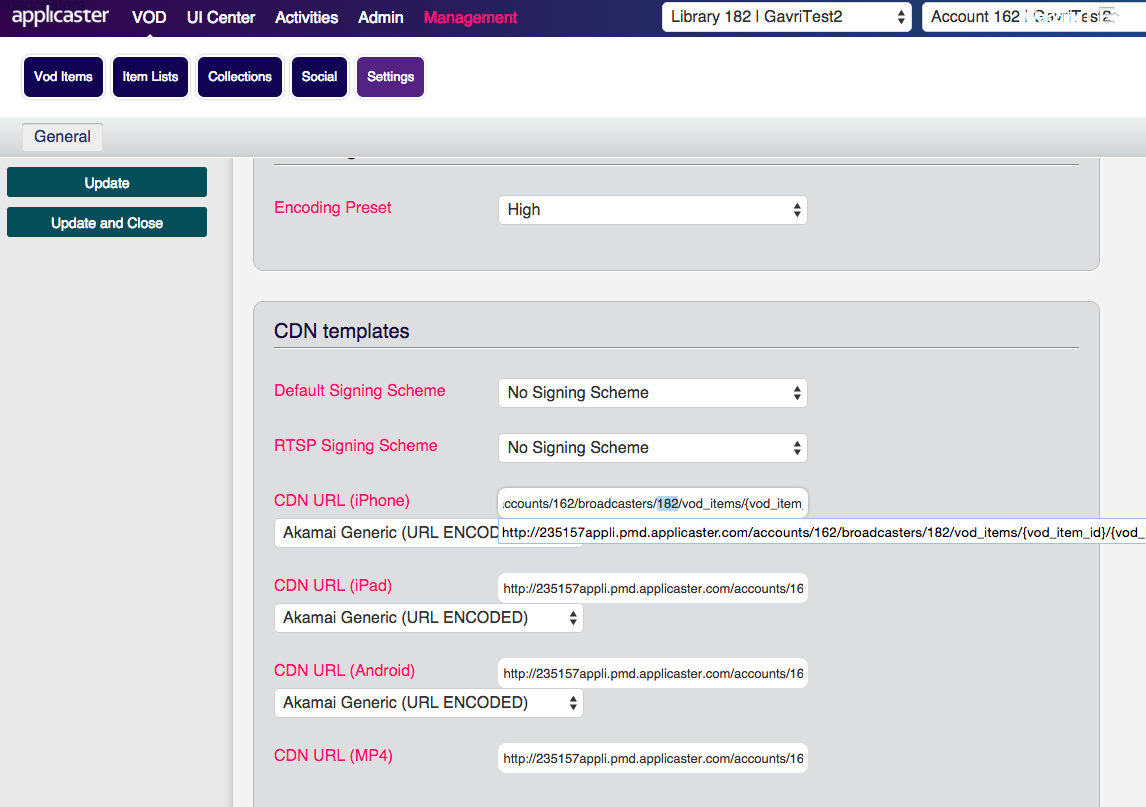 applicaster VOD UI Center Activities Admin Management Library 182 | GavriTest2 Account 162 | GavriTest2
Vod Items Item Lists Collections Social Settings
General
Update
Update and Close
Encoding Preset High
CDN templates
Default Signing Scheme No Signing Scheme
RTSP Signing Scheme No Signing Scheme
CDN URL (iPhone) ccounts/162/broadcasters/182/vod_items/{vod_item_
Akamai Generic (URL ENCOD http://235157appli.pmd.applicaster.com/accounts/162/broadcasters/182/vod_items/{vod_item_id}/{vod_
CDN URL (iPad) http://235157appli.pmd.applicaster.com/accounts/16
Akamai Generic (URL ENCODED)
CDN URL (Android) http://235157appli.pmd.applicaster.com/accounts/16
Akamai Generic (URL ENCODED)
CDN URL (MP4) http://235157appli.pmd.applicaster.com/accounts/16